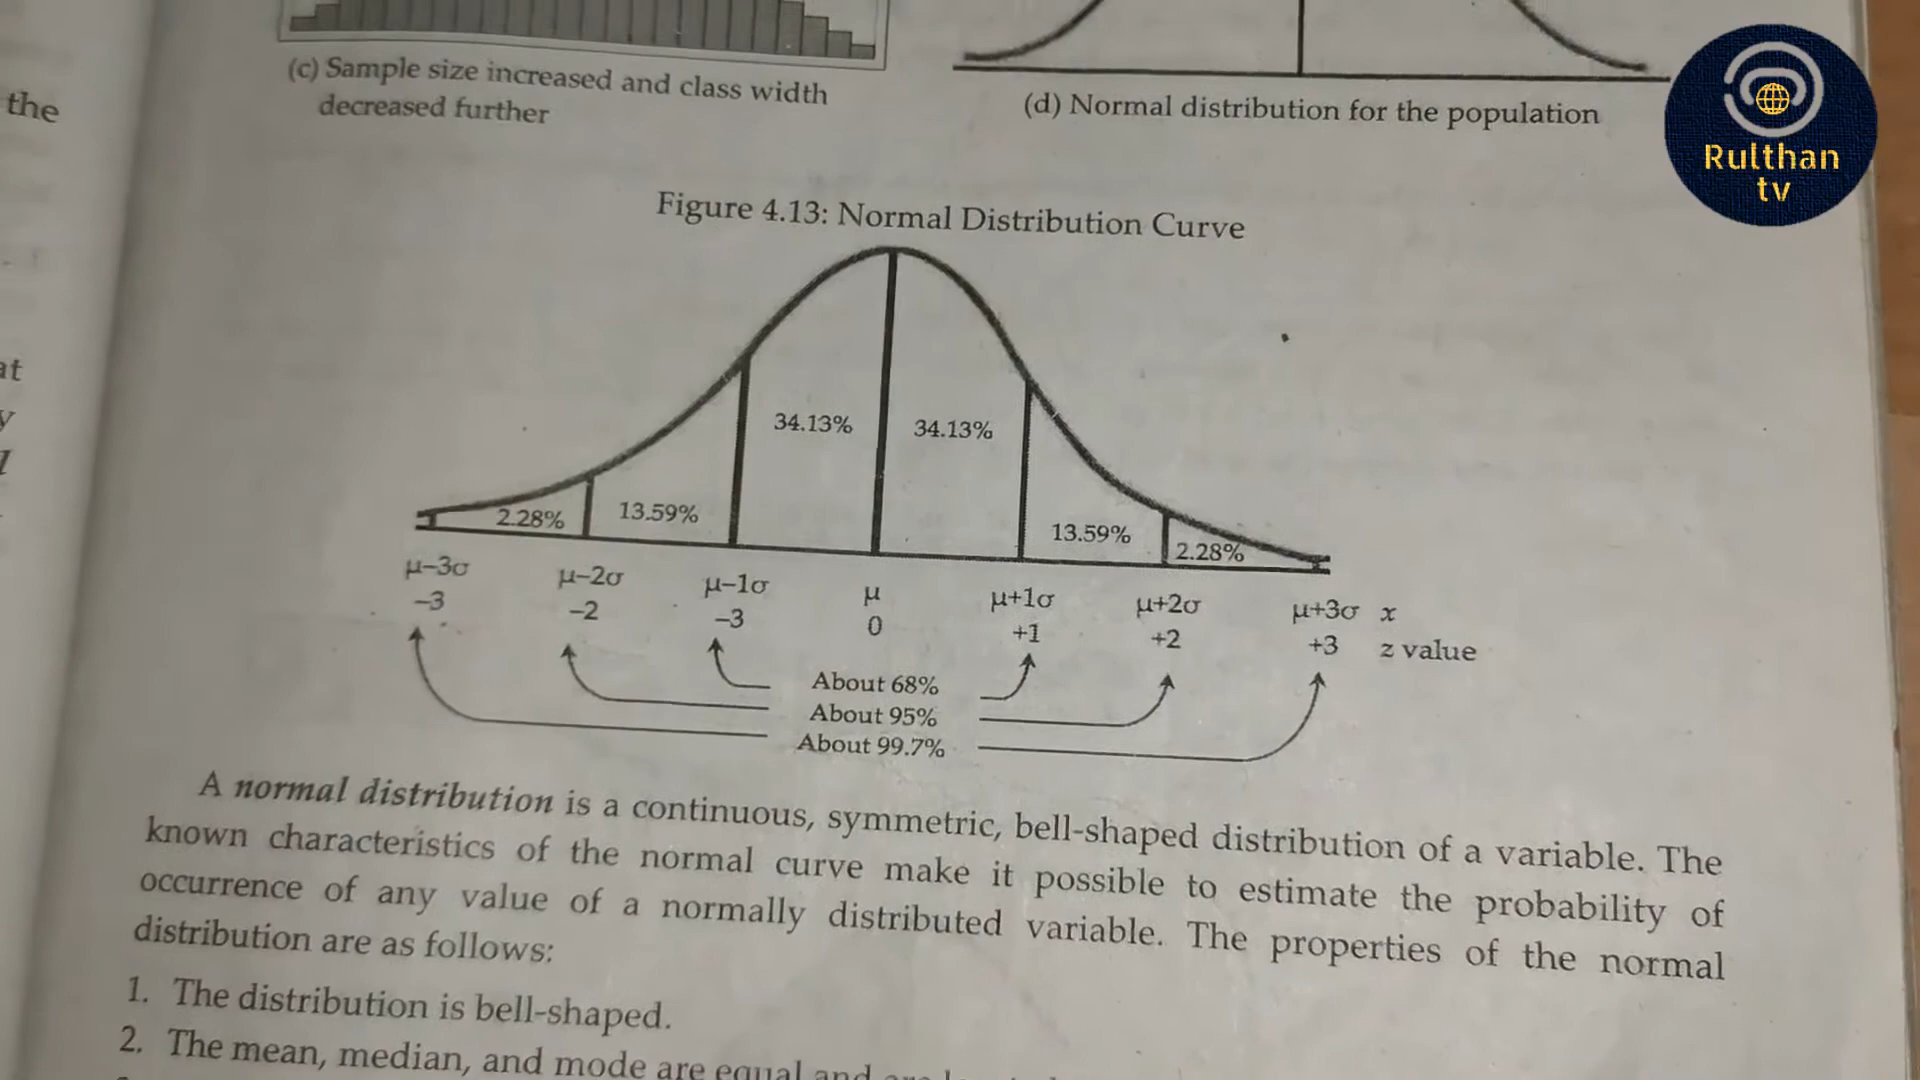 the
(c) Sample size increased and class width
decreased further
(d) Normal distribution for the population
Rulthan
tv
Figure 4.13: Normal Distribution Curve
at
y
34.13%
34.13%
2.28%
13.59%
13.59%
2.28%
μ−3σ μ−2σ μ−1σ μ μ+1σ μ+2σ μ+3σ x
−3 −2 −3 0 +1 +2 +3 z value
About 68%
About 95%
About 99.7%
A normal distribution is a continuous, symmetric, bell-shaped distribution of a variable. The
known characteristics of the normal curve make it possible to estimate the probability of
occurrence of any value of a normally distributed variable. The properties of the normal
distribution are as follows:
1. The distribution is bell-shaped.
2. The mean, median, and mode are equal and